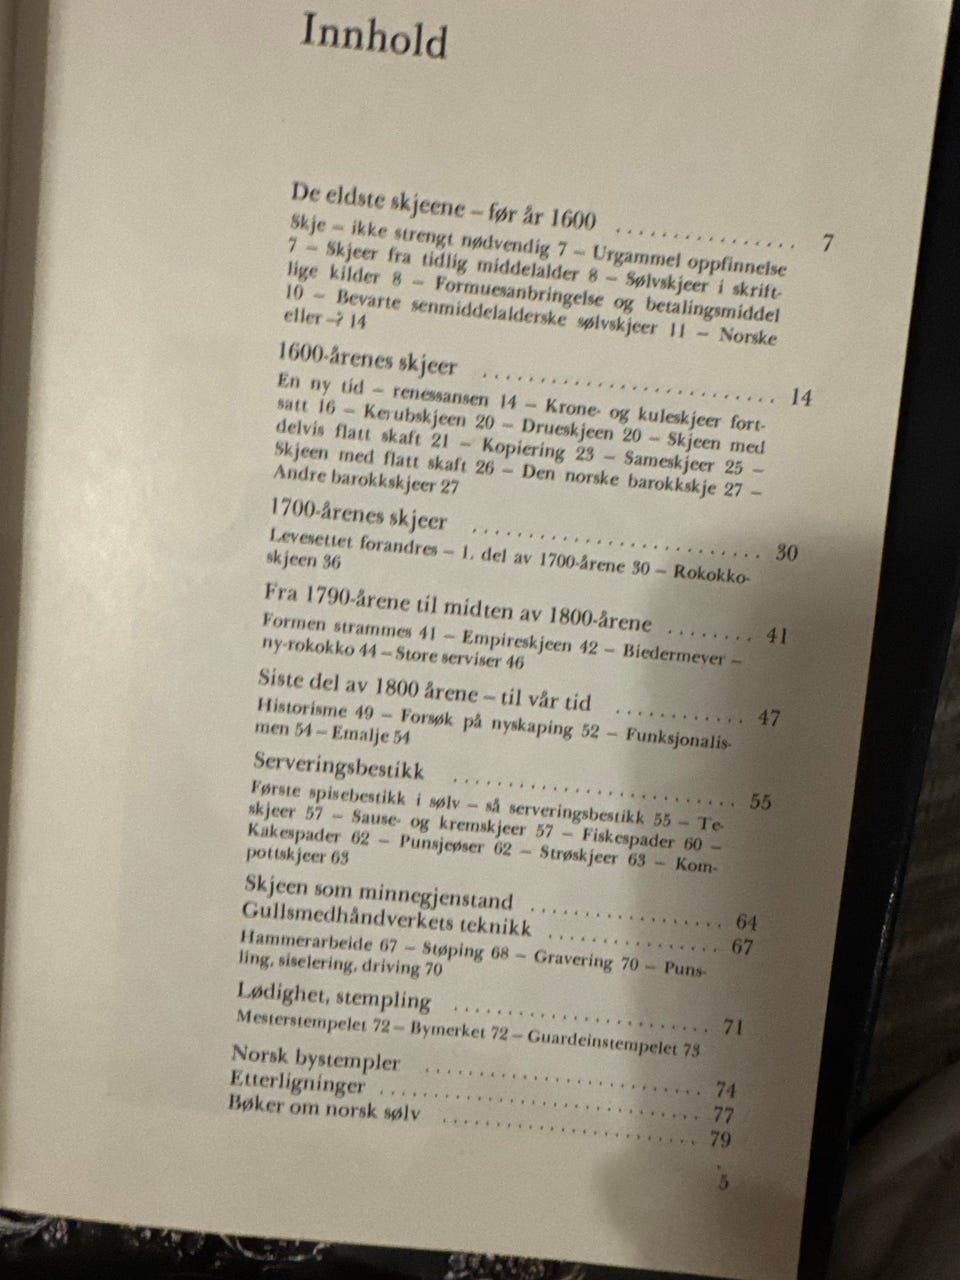 Innhold
De eldste skjeene – før år 1600 . . . . . . . . . . . . . . . 7
Skje – ikke strengt nødvendig 7 – Urgammel oppfinnelse
7 – Skjeer fra tidlig middelalder 8 – Sølvskjeer i skrift-
lige kilder 8 – Formuesanbringelse og betalingsmiddel
10 – Bevarte senmiddelalderske sølvskjeer 11 – Norske
eller –? 14
1600-årenes skjeer . . . . . . . . . . . . . . . . . . . . . . . . . 14
En ny tid – renessansen 14 – Krone- og kuleskjeer fort-
satt 16 – Kerubskjeen 20 – Drueskjeen 20 – Skjeen med
delvis flatt skaft 21 – Kopiering 23 – Sameskjeer 25 –
Skjeen med flatt skaft 26 – Den norske barokkskje 27 –
Andre barokkskjeer 27
1700-årenes skjeer . . . . . . . . . . . . . . . . . . . . . . . . . 30
Levesettet forandres – 1. del av 1700-årene 30 – Rokokko-
skjeen 36
Fra 1790-årene til midten av 1800-årene . . . . . . . . 41
Formen strammes 41 – Empireskjeen 42 – Biedermeyer –
ny-rokokko 44 – Store serviser 46
Siste del av 1800 årene – til vår tid . . . . . . . . . . . . 47
Historisme 49 – Forsøk på nyskaping 52 – Funksjonalis-
men 54 – Emalje 54
Serveringsbestikk . . . . . . . . . . . . . . . . . . . . . . . . . 55
Første spisebestikk i sølv – så serveringsbestikk 55 – Te-
skjeer 57 – Sause- og kremskjeer 57 – Fiskespader 60 –
Kakespader 62 – Punsjeøser 62 – Strøskjeer 63 – Kom-
pottskjeer 63
Skjeen som minnegjenstand . . . . . . . . . . . . . . . . . 64
Gullsmedhåndverkets teknikk . . . . . . . . . . . . . . . 67
Hammerarbeide 67 – Støping 68 – Gravering 70 – Puns-
ling, siselering, driving 70
Lødighet, stempling . . . . . . . . . . . . . . . . . . . . . . 71
Mesterstempelet 72 – Bymerket 72 – Guardeinstempelet 73
Norsk bystempler . . . . . . . . . . . . . . . . . . . . . . . . 74
Etterligninger . . . . . . . . . . . . . . . . . . . . . . . . . . . . 77
Bøker om norsk sølv . . . . . . . . . . . . . . . . . . . . . . 79
5